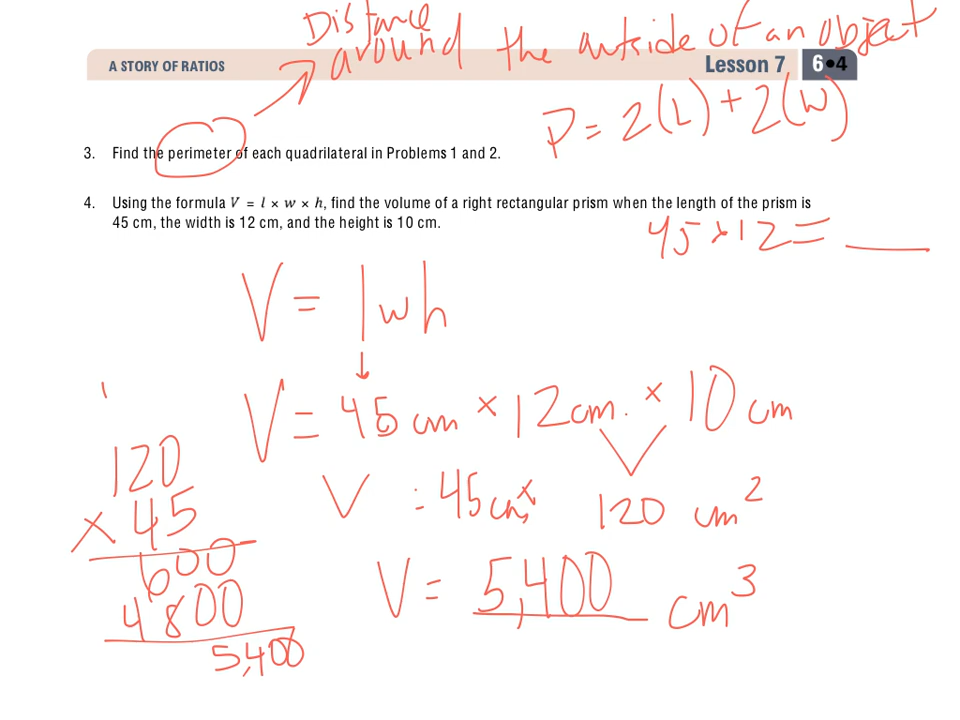 Distance
around the outside of an object
A STORY OF RATIOS
Lesson 7
6•4
P = 2(L) + 2(W)
3. Find the perimeter of each quadrilateral in Problems 1 and 2.
4. Using the formula V = l × w × h, find the volume of a right rectangular prism when the length of the prism is
45 cm, the width is 12 cm, and the height is 10 cm.
45 × 12 = ___
V = lwh
V = 45 cm × 12 cm. × 10 cm
120
× 45
600
4800
5,400
V = 45 cm × 120 cm²
V = 5,400 cm³